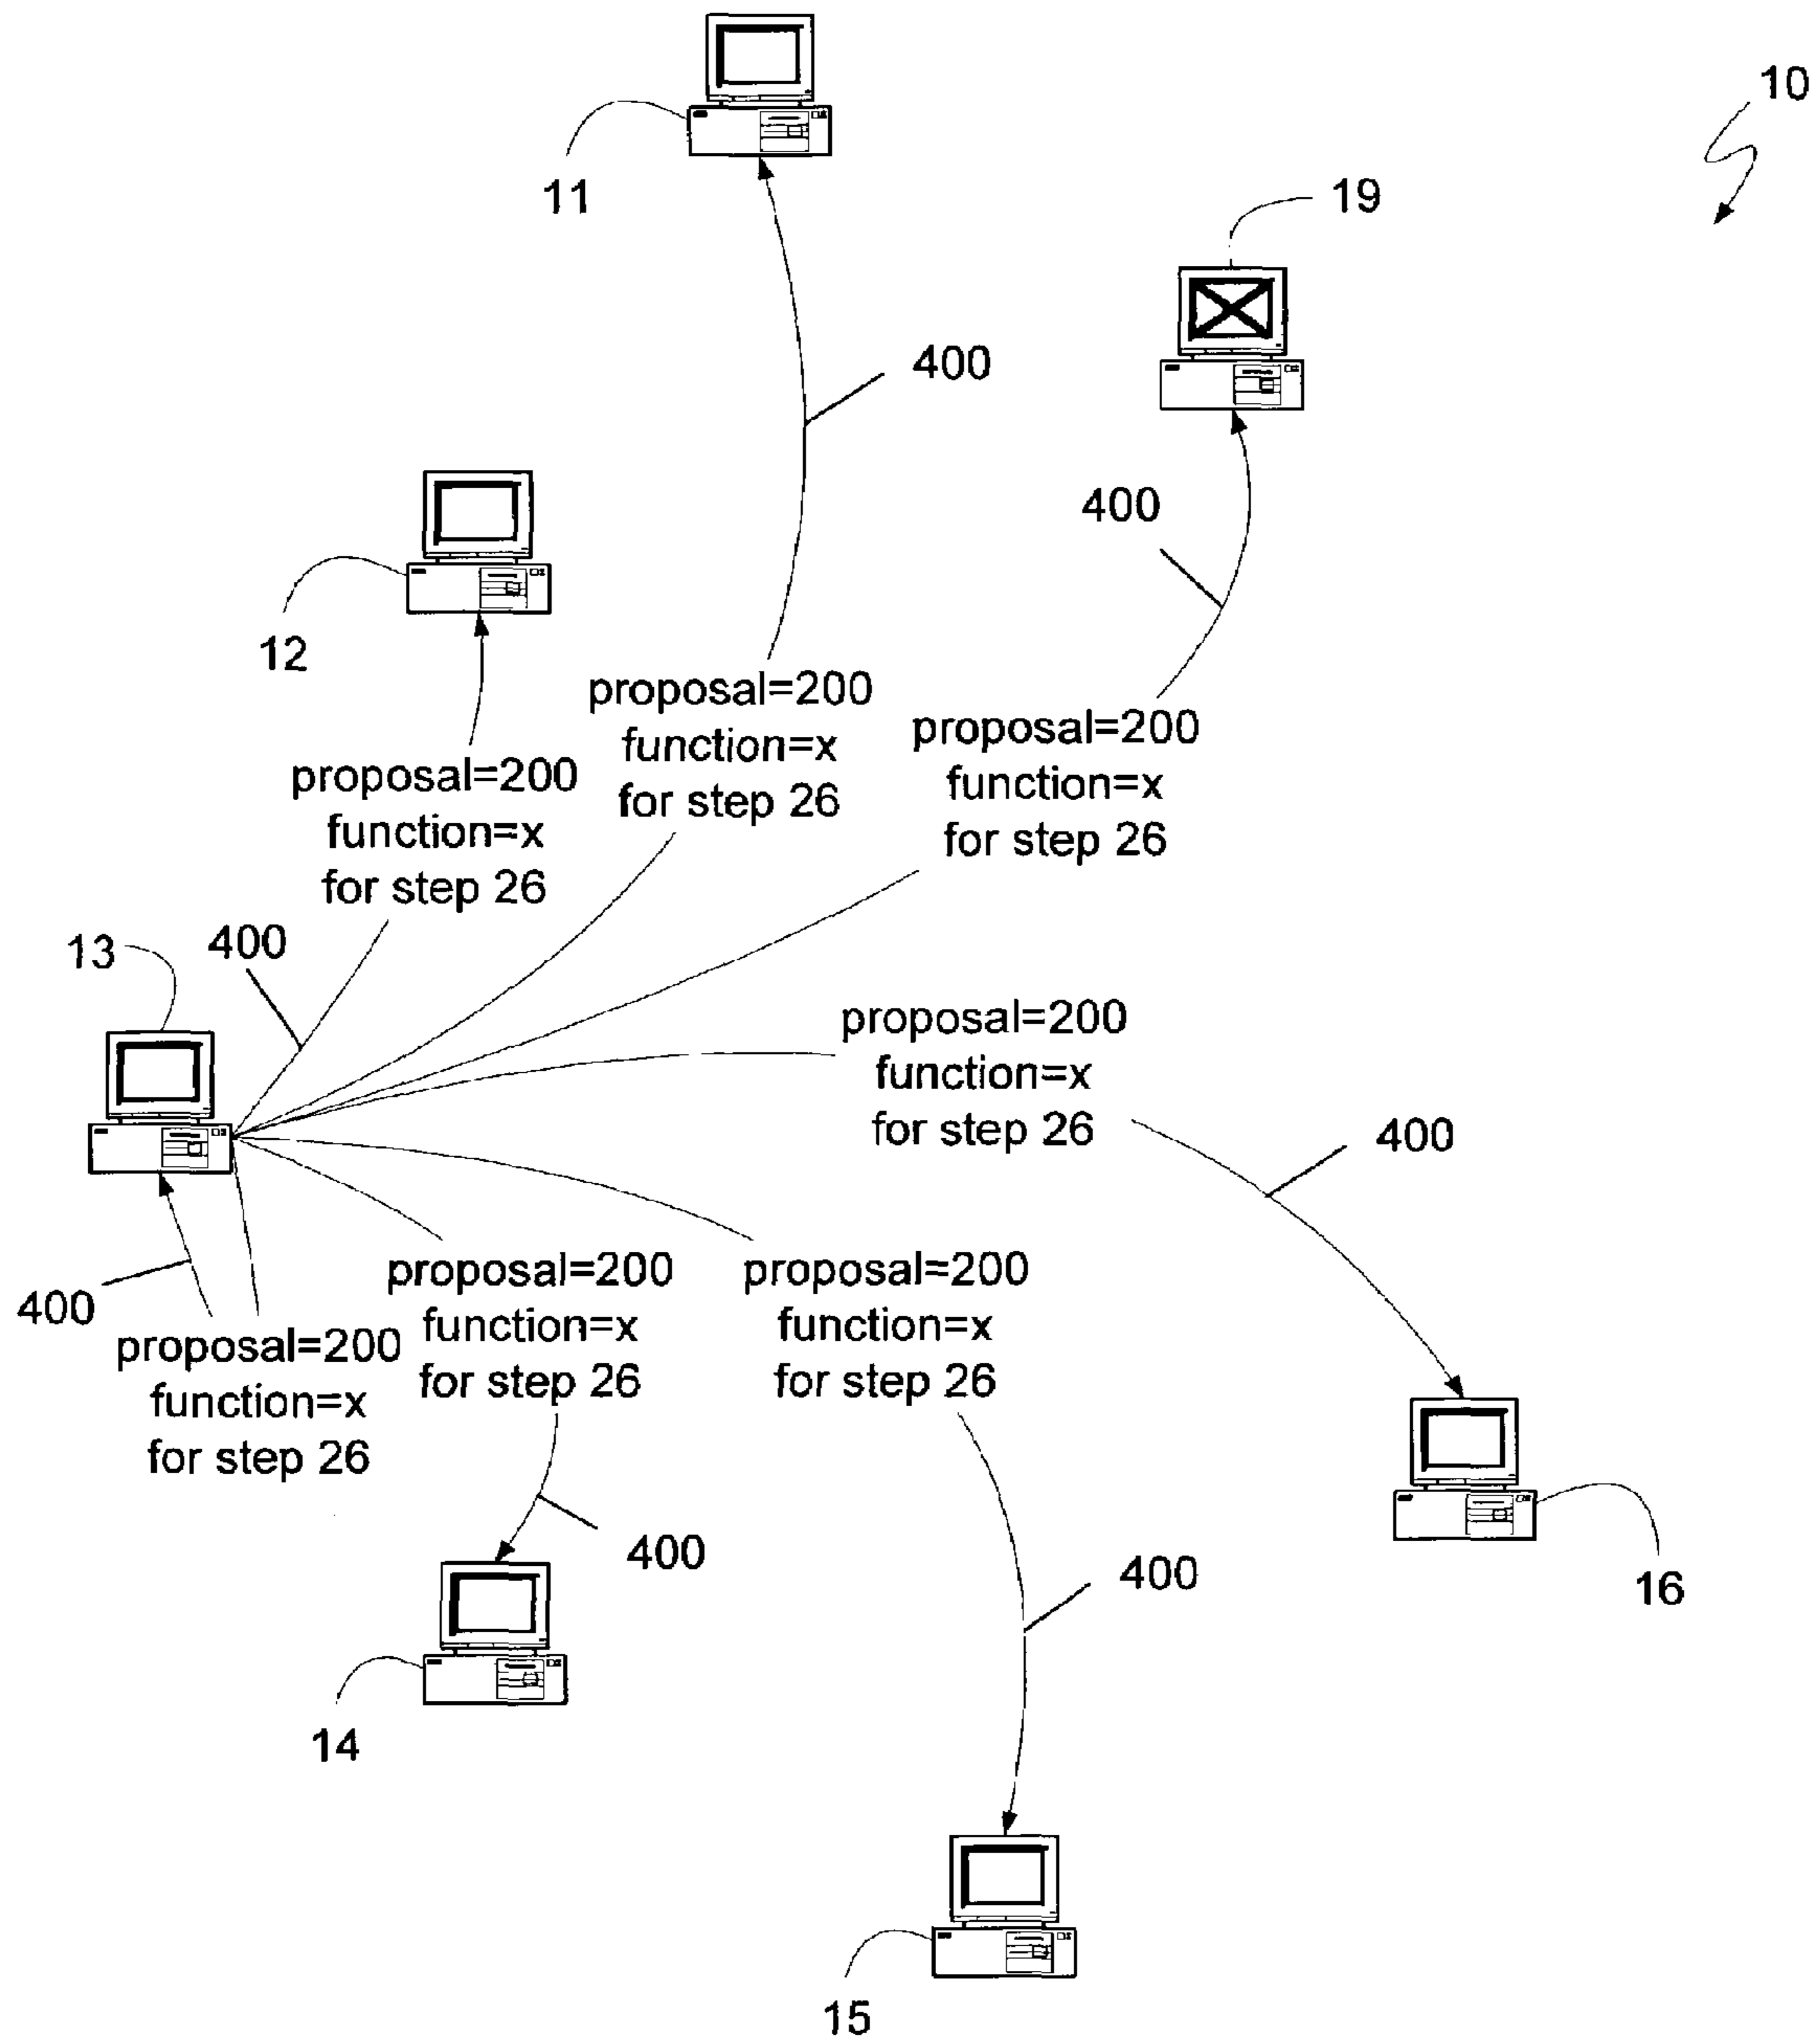 10
11
19
400
400
12
proposal=200
function=x
for step 26
proposal=200
function=x
for step 26
proposal=200
function=x
for step 26
13
400
proposal=200
function=x
for step 26
400
400
proposal=200
function=x
for step 26
proposal=200
function=x
for step 26
proposal=200
function=x
for step 26
400
400
16
14
15